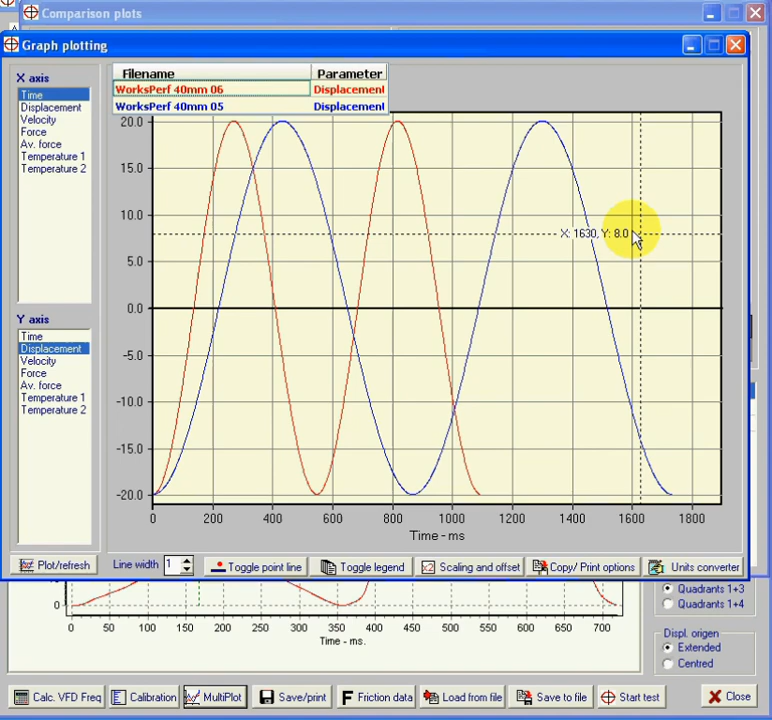 Comparison plots
Graph plotting
X axis
Time
Displacement
Velocity
Force
Av. force
Temperature 1
Temperature 2
Y axis
Time
Displacement
Velocity
Force
Av. force
Temperature 1
Temperature 2
Filename Parameter
WorksPerf 40mm 06 Displacement
WorksPerf 40mm 05 Displacement
20.0
15.0
10.0
5.0
0.0
-5.0
-10.0
-15.0
-20.0
X: 1630, Y: 8.0
0 200 400 600 800 1000 1200 1400 1600 1800
Time - ms
Plot/refresh
Line width 1
Toggle point line
Toggle legend
x2 Scaling and offset
Copy/ Print options
Units converter
0
0 50 100 150 200 250 300 350 400 450 500 550 600 650 700
Time - ms.
Quadrants 1+3
Quadrants 1+4
Displ. origen
Extended
Centred
Calc. VFD Freq
Calibration
MultiPlot
Save/print
F Friction data
Load from file
Save to file
Start test
Close